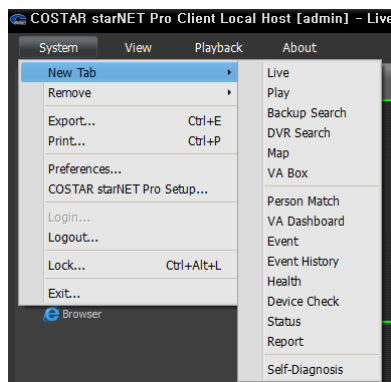 COSTAR starNET Pro Client Local Host [admin] - Live
System View Playback About
New Tab
Remove
Export... Ctrl+E
Print... Ctrl+P
Preferences...
COSTAR starNET Pro Setup...
Login...
Logout...
Lock... Ctrl+Alt+L
Exit...
Browser
Live
Play
Backup Search
DVR Search
Map
VA Box
Person Match
VA Dashboard
Event
Event History
Health
Device Check
Status
Report
Self-Diagnosis